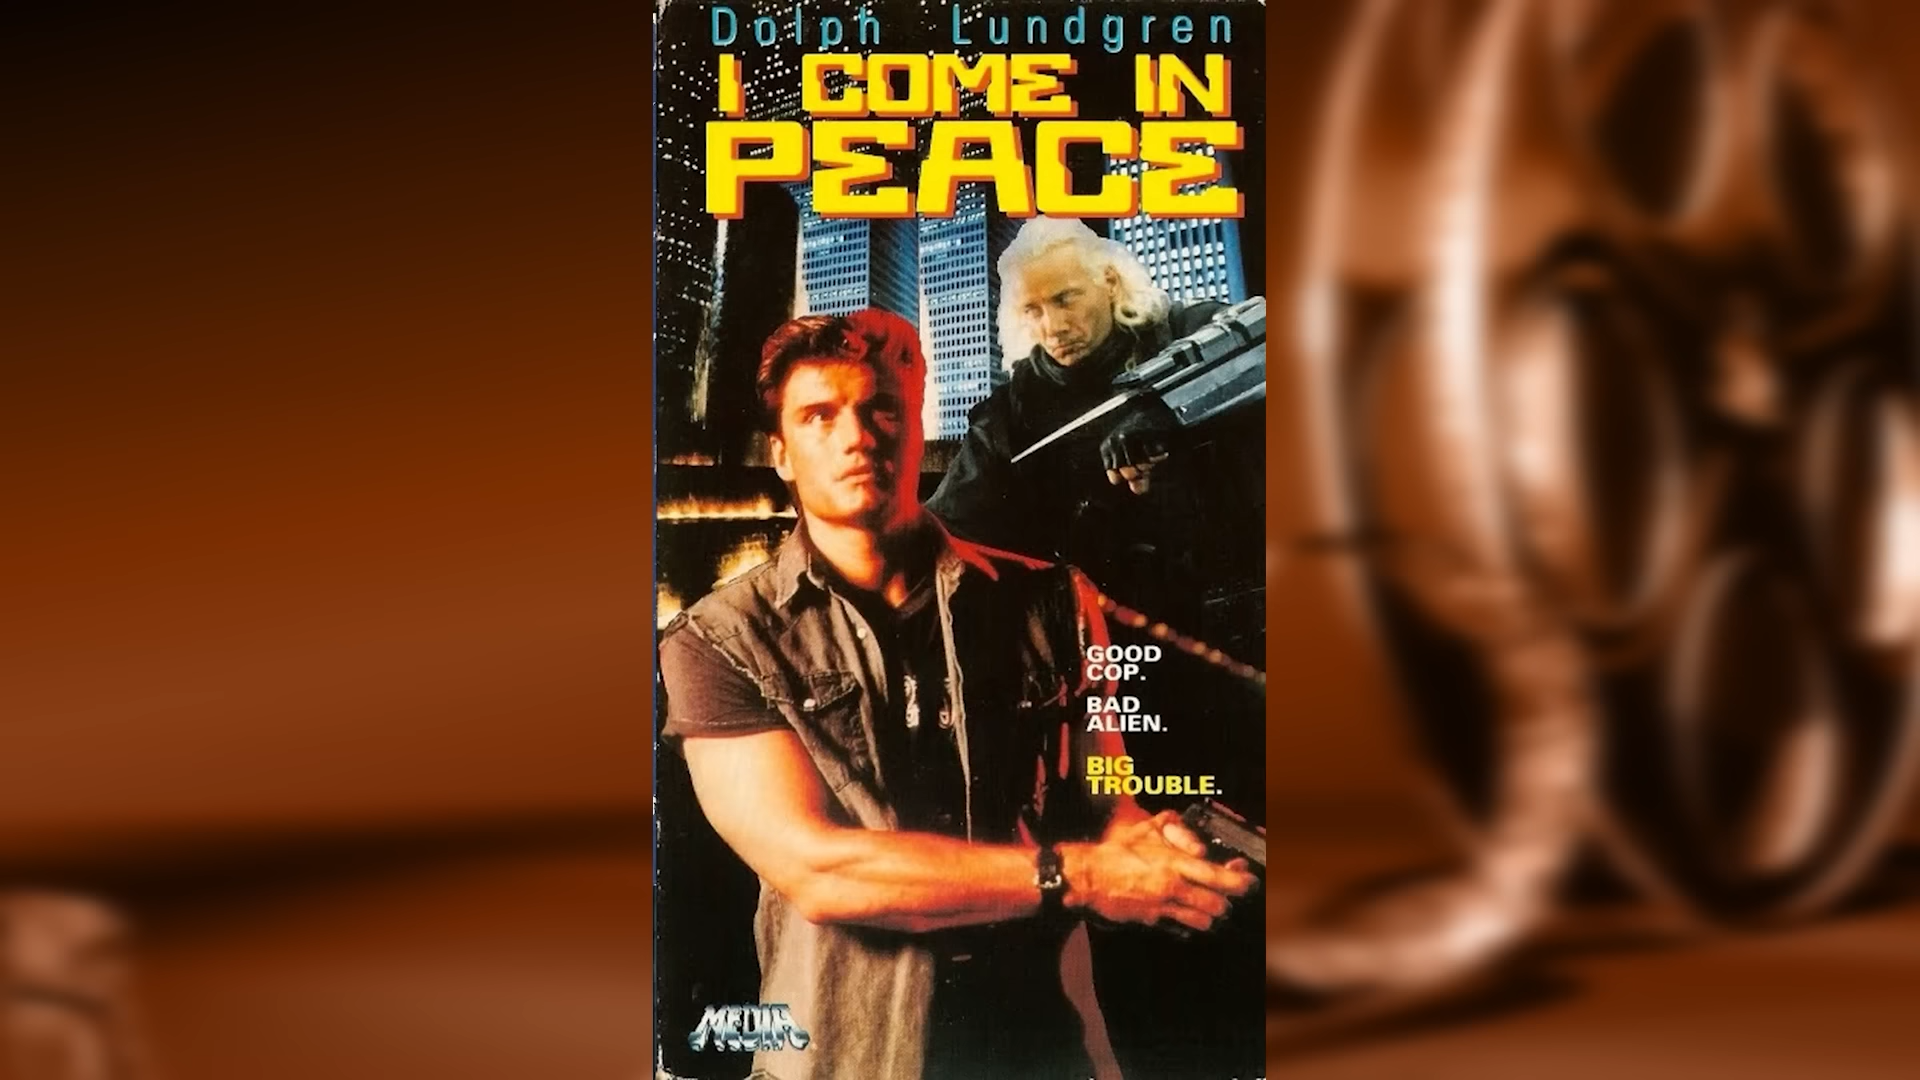 Dolph Lundgren
I COME IN
PEACE
GOOD
COP.
BAD
ALIEN.
BIG
TROUBLE.
MEDIA